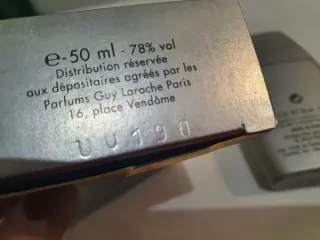 e-50 ml - 78% vol
Distribution réservée
aux dépositaires agréés par les
Parfums Guy Laroche Paris
16, place Vendôme
UU190